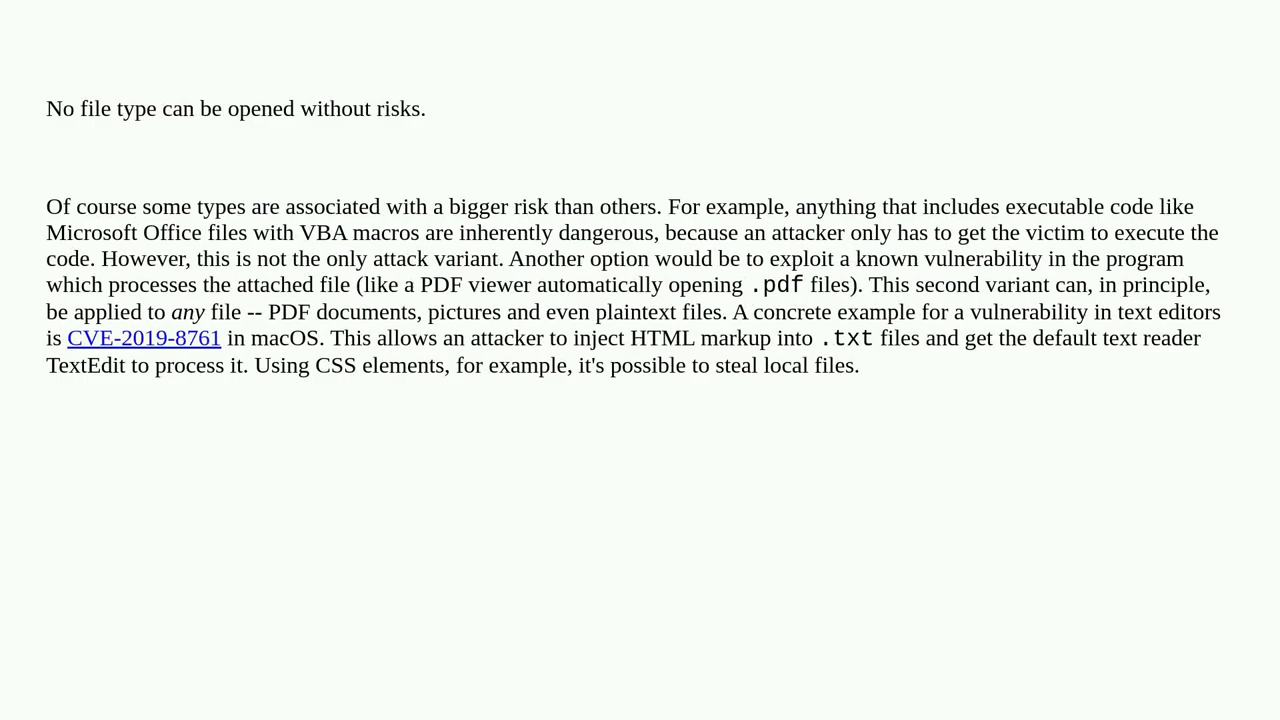 No file type can be opened without risks.
Of course some types are associated with a bigger risk than others. For example, anything that includes executable code like
Microsoft Office files with VBA macros are inherently dangerous, because an attacker only has to get the victim to execute the
code. However, this is not the only attack variant. Another option would be to exploit a known vulnerability in the program
which processes the attached file (like a PDF viewer automatically opening .pdf files). This second variant can, in principle,
be applied to any file -- PDF documents, pictures and even plaintext files. A concrete example for a vulnerability in text editors
is CVE-2019-8761 in macOS. This allows an attacker to inject HTML markup into .txt files and get the default text reader
TextEdit to process it. Using CSS elements, for example, it's possible to steal local files.